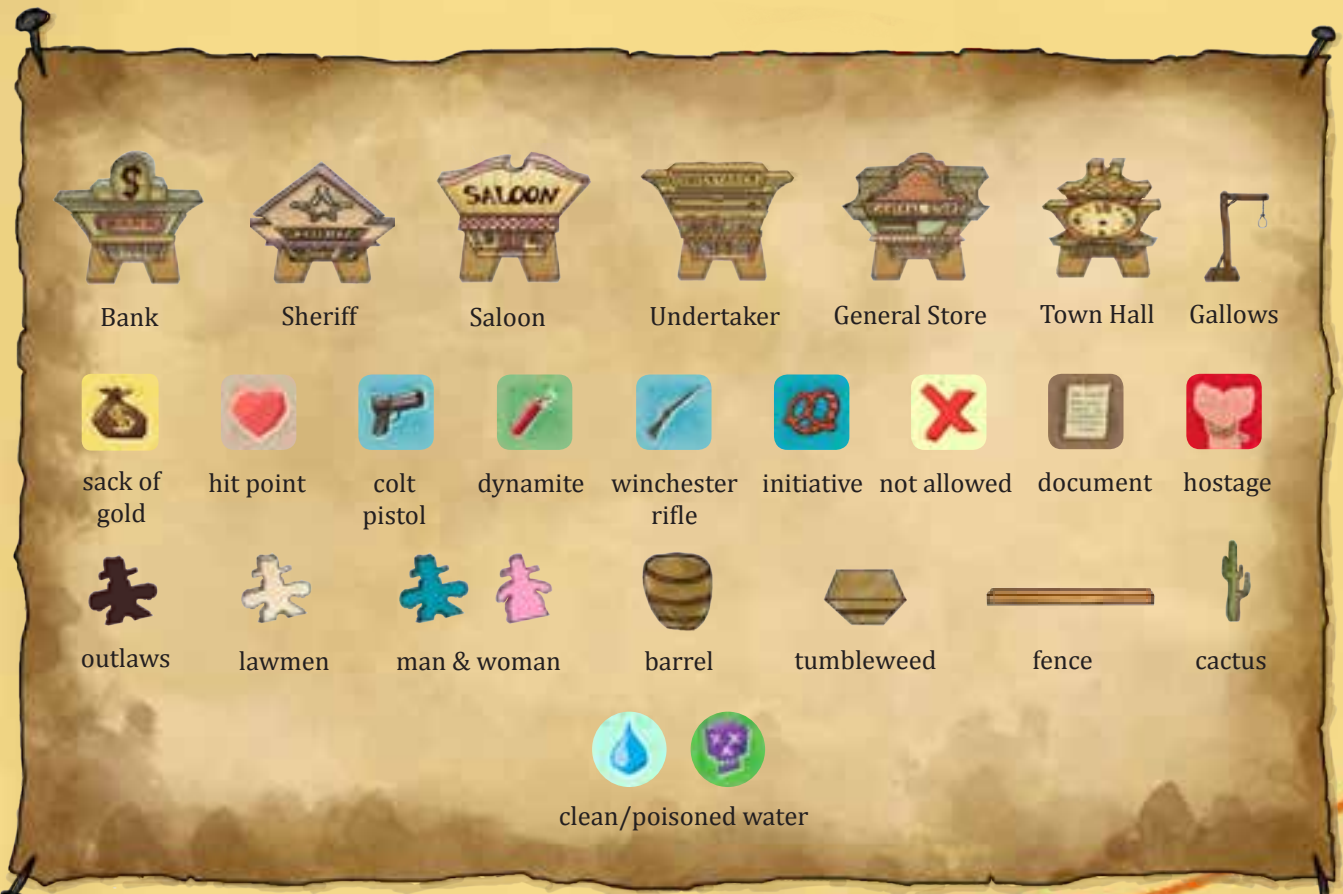 $
SALOON
Bank Sheriff Saloon Undertaker General Store Town Hall Gallows
sack of gold hit point colt pistol dynamite winchester rifle initiative not allowed document hostage
outlaws lawmen man & woman barrel tumbleweed fence cactus
clean/poisoned water